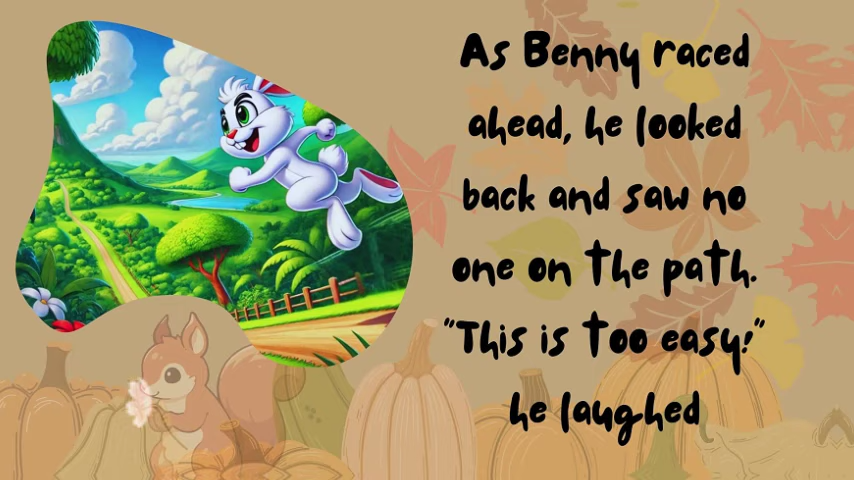 As Benny raced
ahead, he looked
back and saw no
one on the path.
"This is too easy!"
he laughed